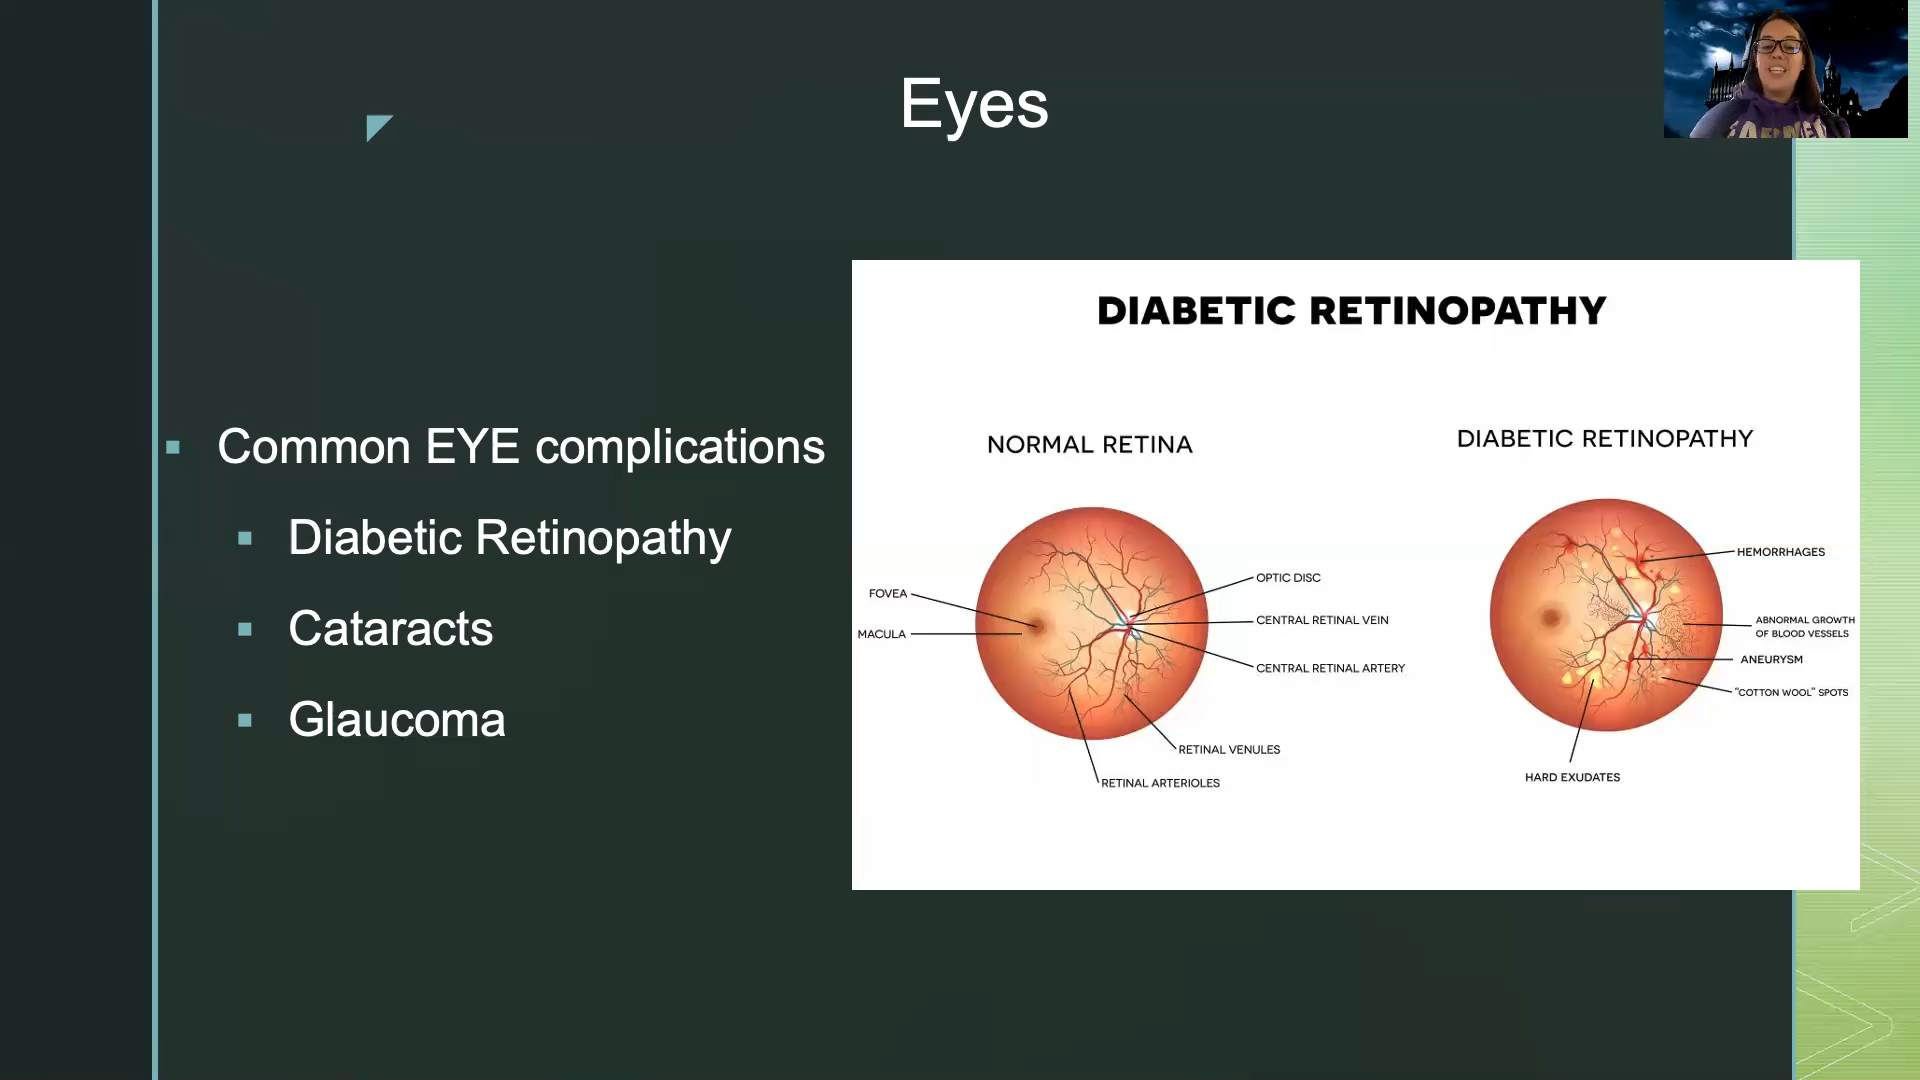 Eyes
Common EYE complications
Diabetic Retinopathy
Cataracts
Glaucoma
DIABETIC RETINOPATHY
NORMAL RETINA
FOVEA
MACULA
OPTIC DISC
CENTRAL RETINAL VEIN
CENTRAL RETINAL ARTERY
RETINAL VENULES
RETINAL ARTERIOLES
DIABETIC RETINOPATHY
HEMORRHAGES
ABNORMAL GROWTH
OF BLOOD VESSELS
ANEURYSM
"COTTON WOOL" SPOTS
HARD EXUDATES